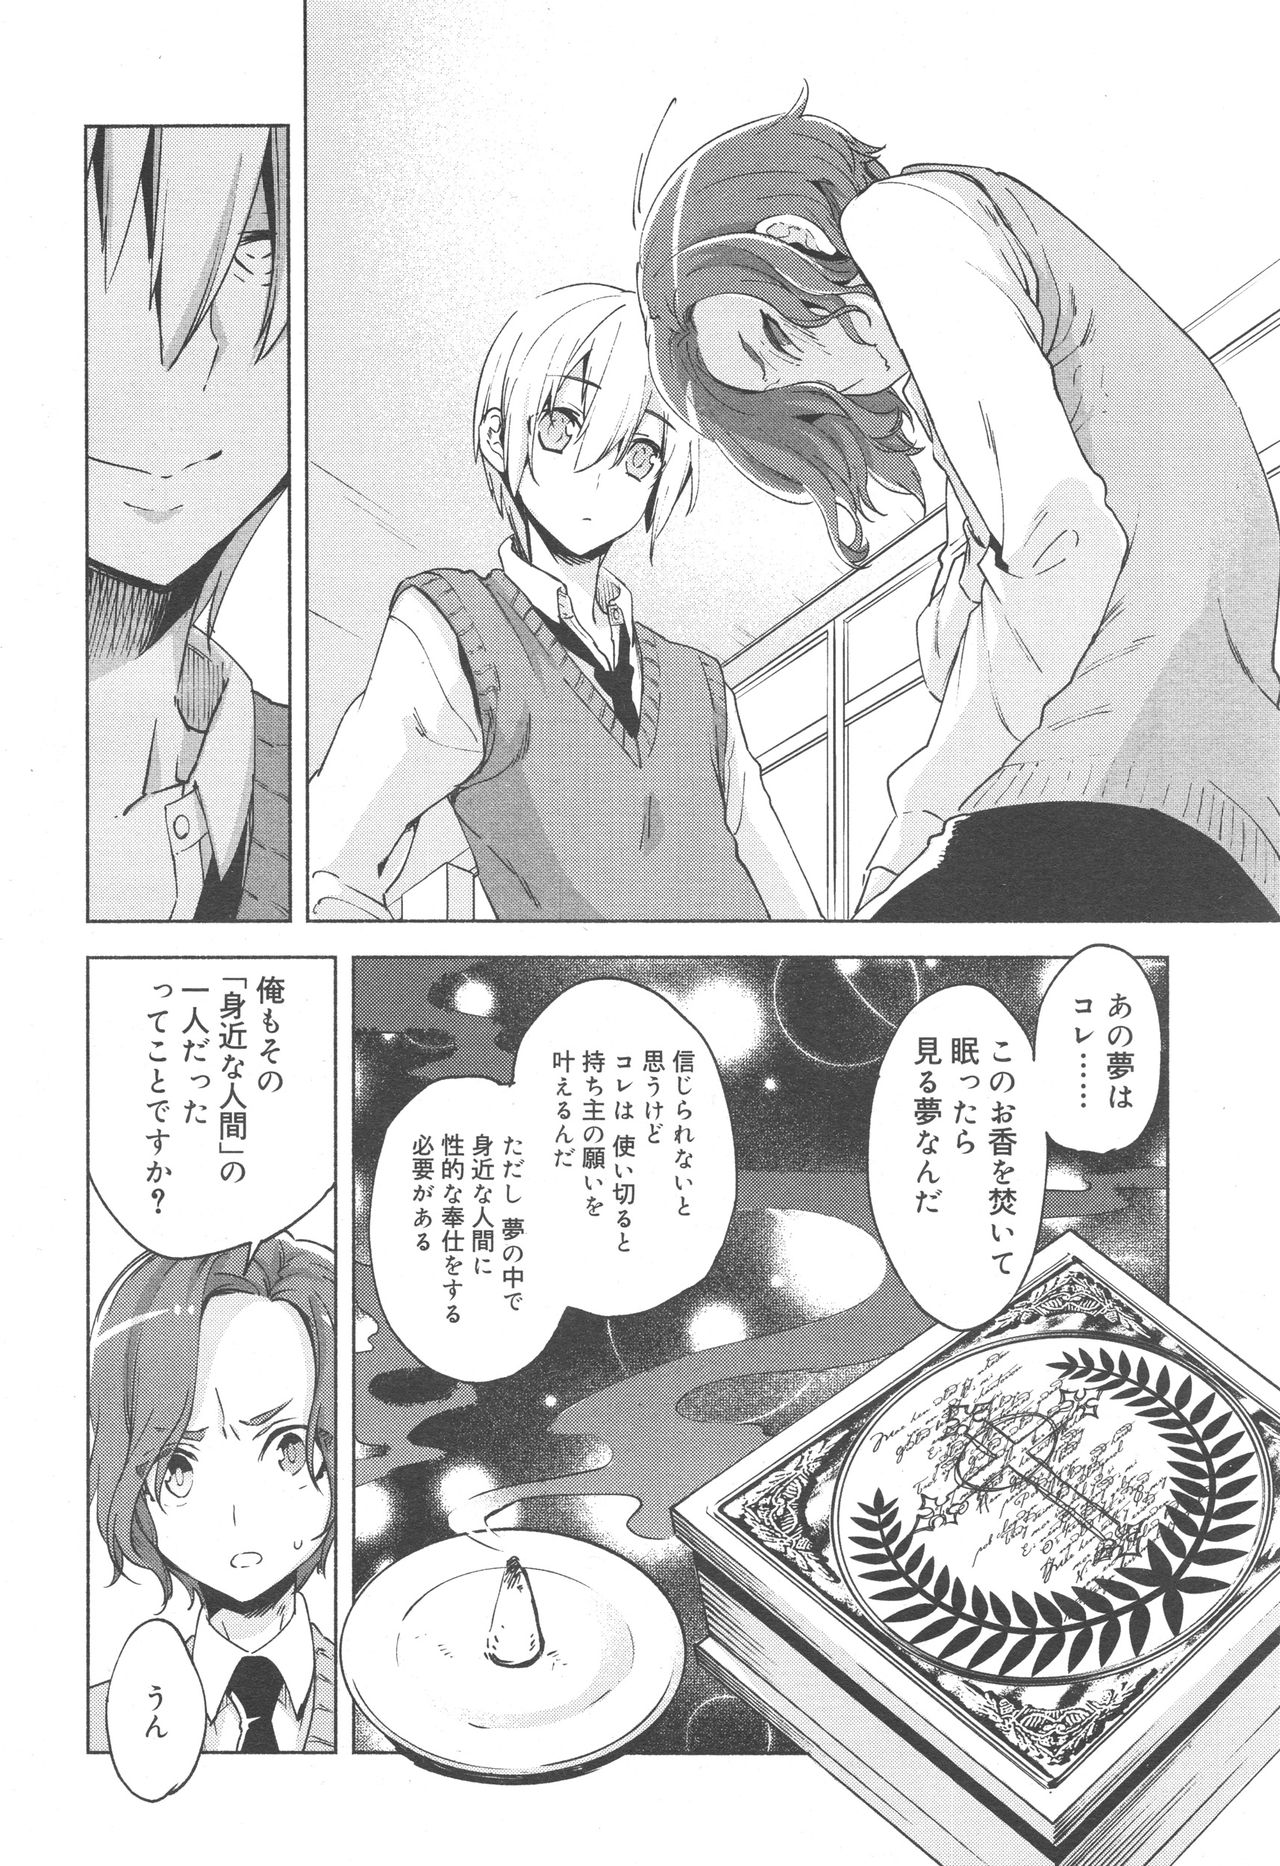 あの夢は
コレ……
このお香を焚いて
眠ったら
見る夢なんだ
信じられないと
思うけど
コレは 使い切ると
持ち主の願いを
叶えるんだ
ただし 夢の中で
身近な人間に
性的な奉仕をする
必要がある
俺もその
「身近な人間」の
一人だった
ってことですか？
うん